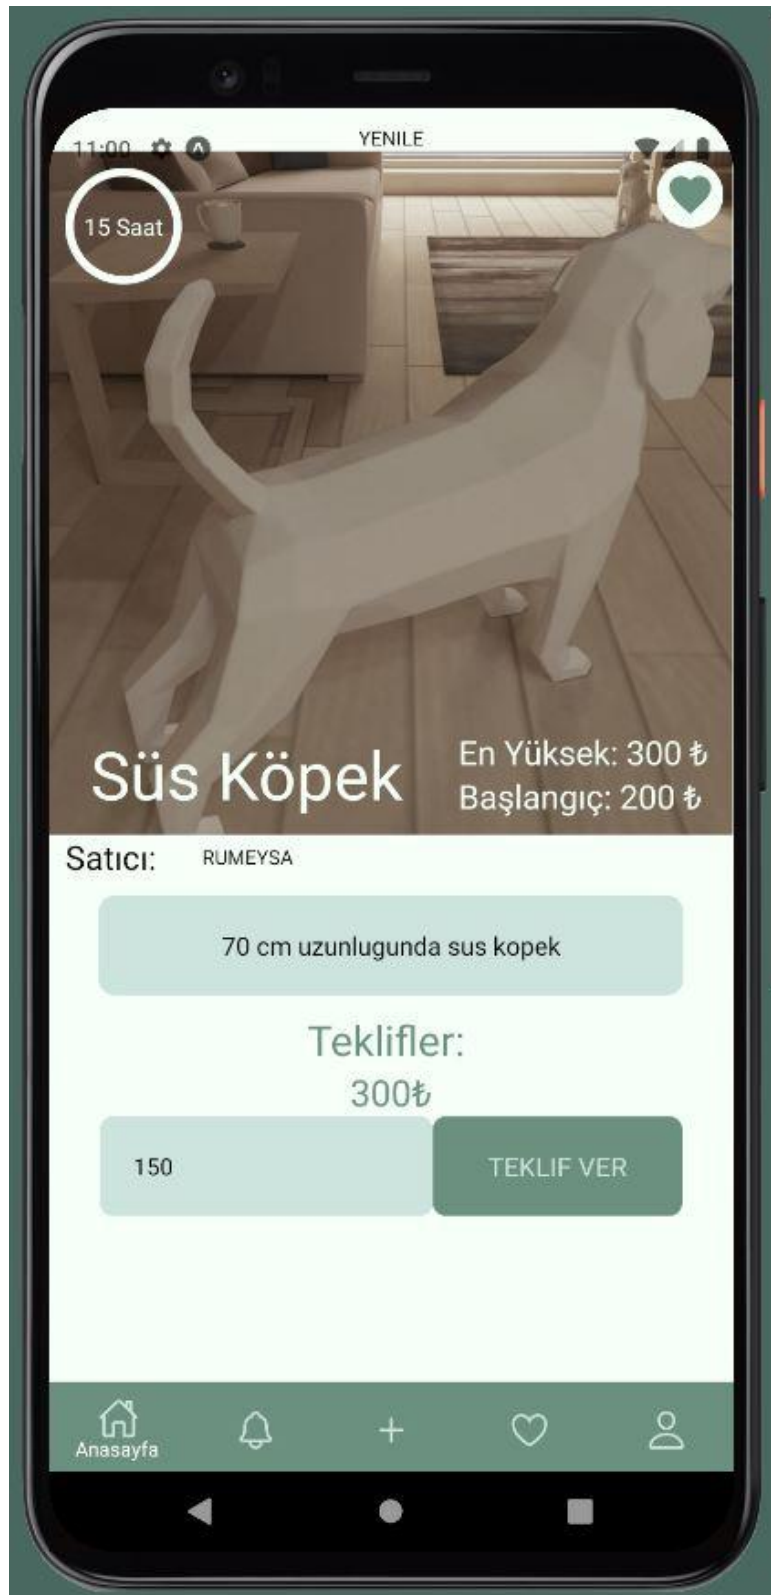 YENILE
11:00
15 Saat
Süs Köpek
En Yüksek: 300 ₺
Başlangıç: 200 ₺
Satıcı: RUMEYSA
70 cm uzunlugunda sus kopek
Teklifler:
300₺
150
TEKLIF VER
Anasayfa